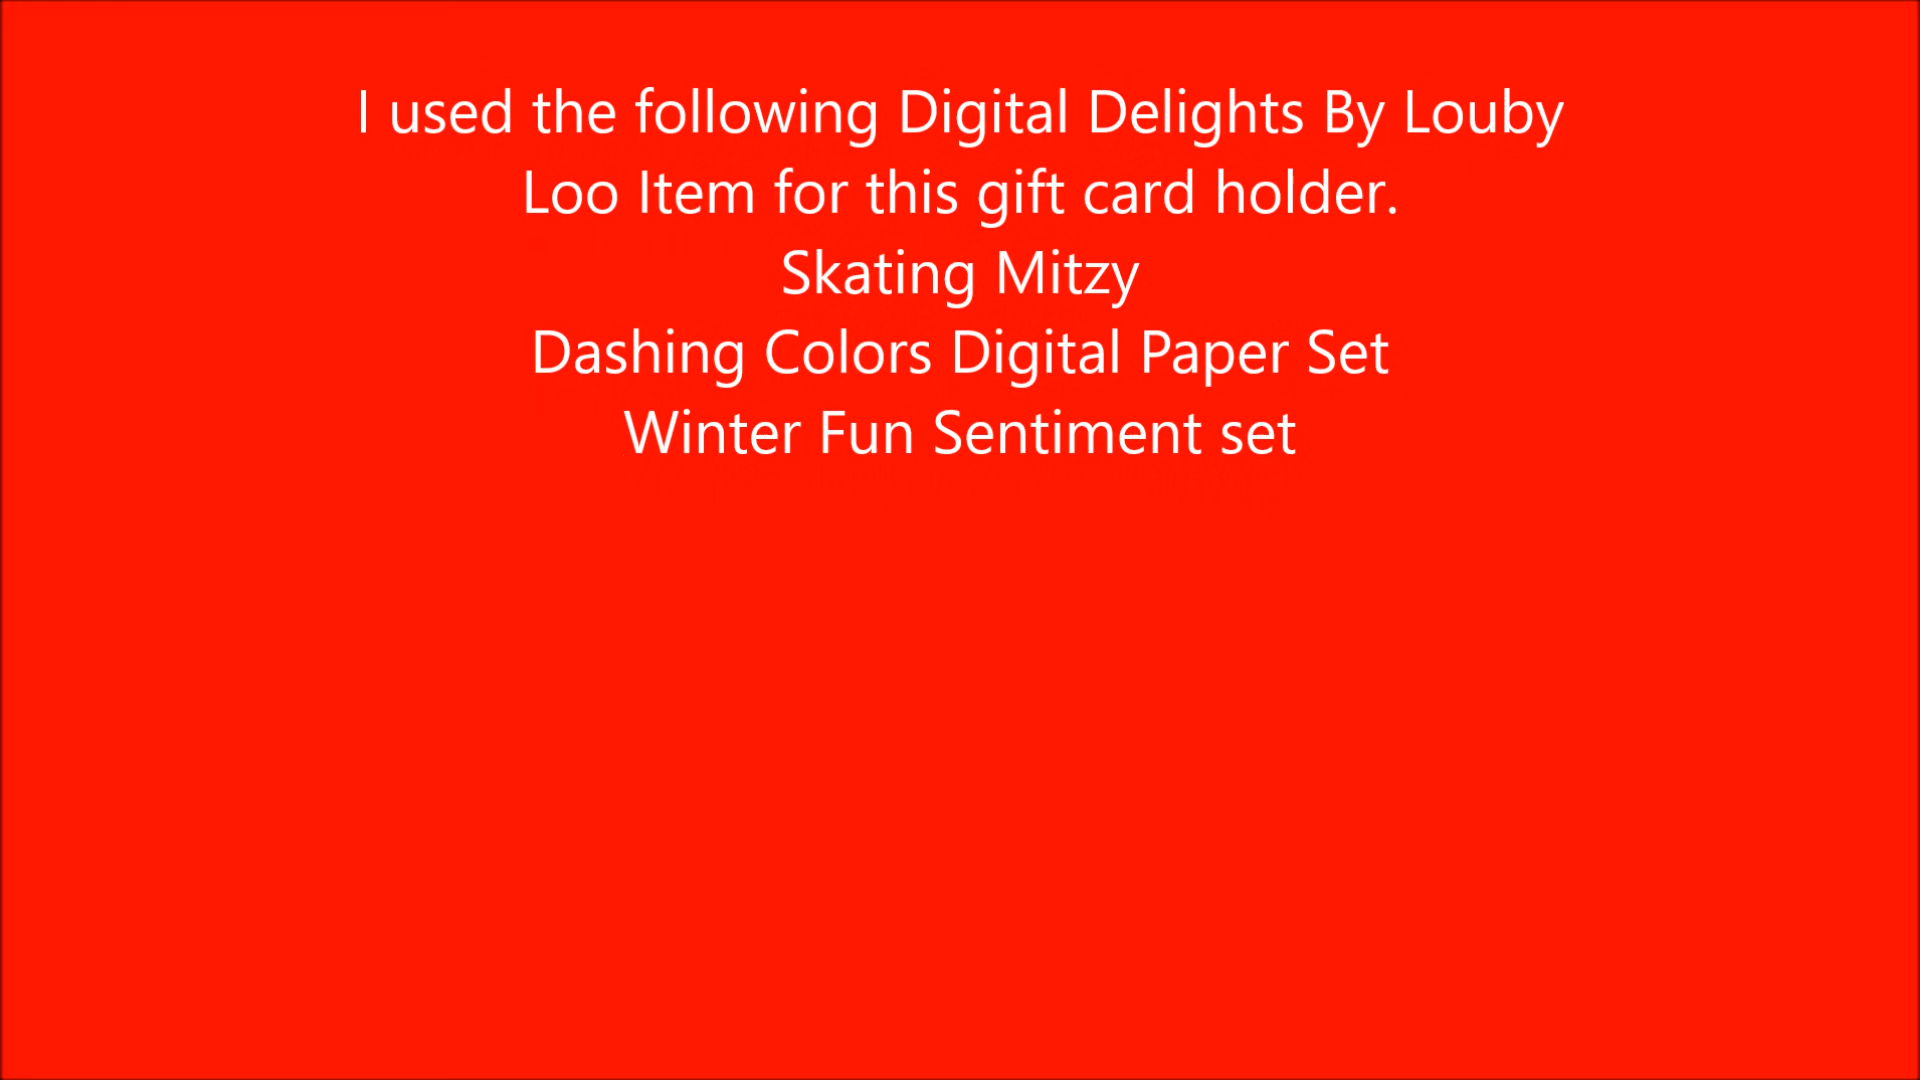 I used the following Digital Delights By Louby
Loo Item for this gift card holder.
Skating Mitzy
Dashing Colors Digital Paper Set
Winter Fun Sentiment set